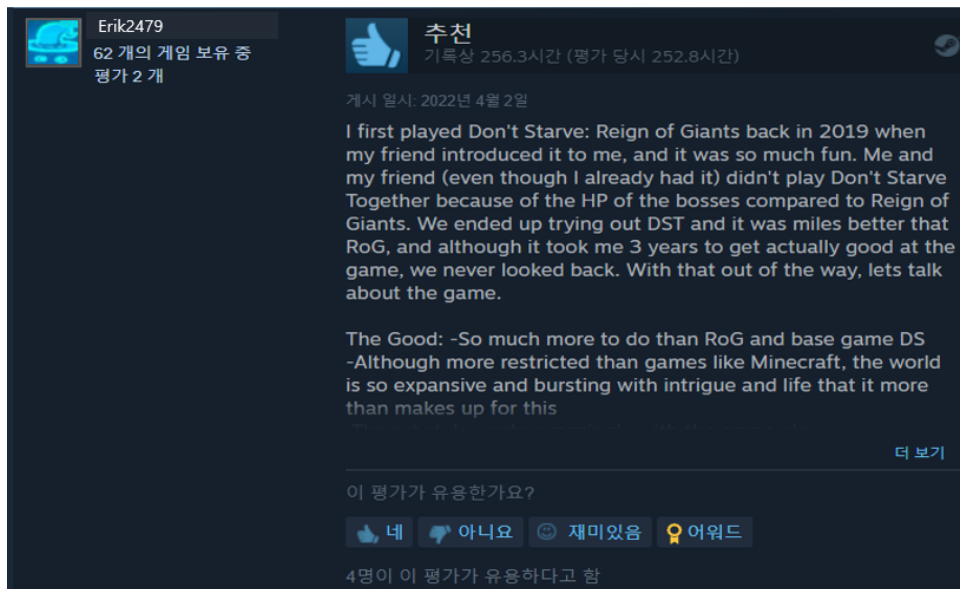 Erik2479
62 개의 게임 보유 중
평가 2 개
추천
기록상 256.3시간 (평가 당시 252.8시간)
게시 일시: 2022년 4월 2일
I first played Don't Starve: Reign of Giants back in 2019 when
my friend introduced it to me, and it was so much fun. Me and
my friend (even though I already had it) didn't play Don't Starve
Together because of the HP of the bosses compared to Reign of
Giants. We ended up trying out DST and it was miles better that
RoG, and although it took me 3 years to get actually good at the
game, we never looked back. With that out of the way, lets talk
about the game.
The Good: -So much more to do than RoG and base game DS
-Although more restricted than games like Minecraft, the world
is so expansive and bursting with intrigue and life that it more
than makes up for this
더 보기
이 평가가 유용한가요?
네
아니요
재미있음
어워드
4명이 이 평가가 유용하다고 함